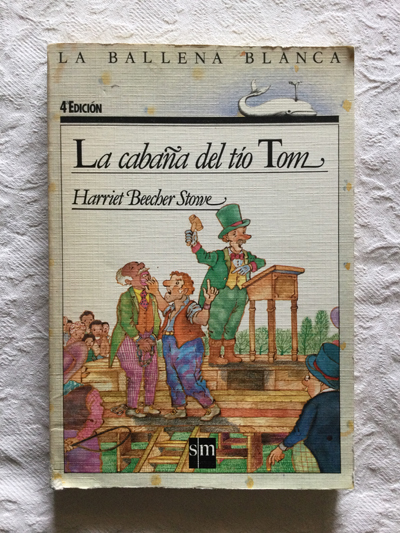 LA BALLENA BLANCA
4ª EDICIÓN
La cabaña del tío Tom
Harriet Beecher Stowe
sm